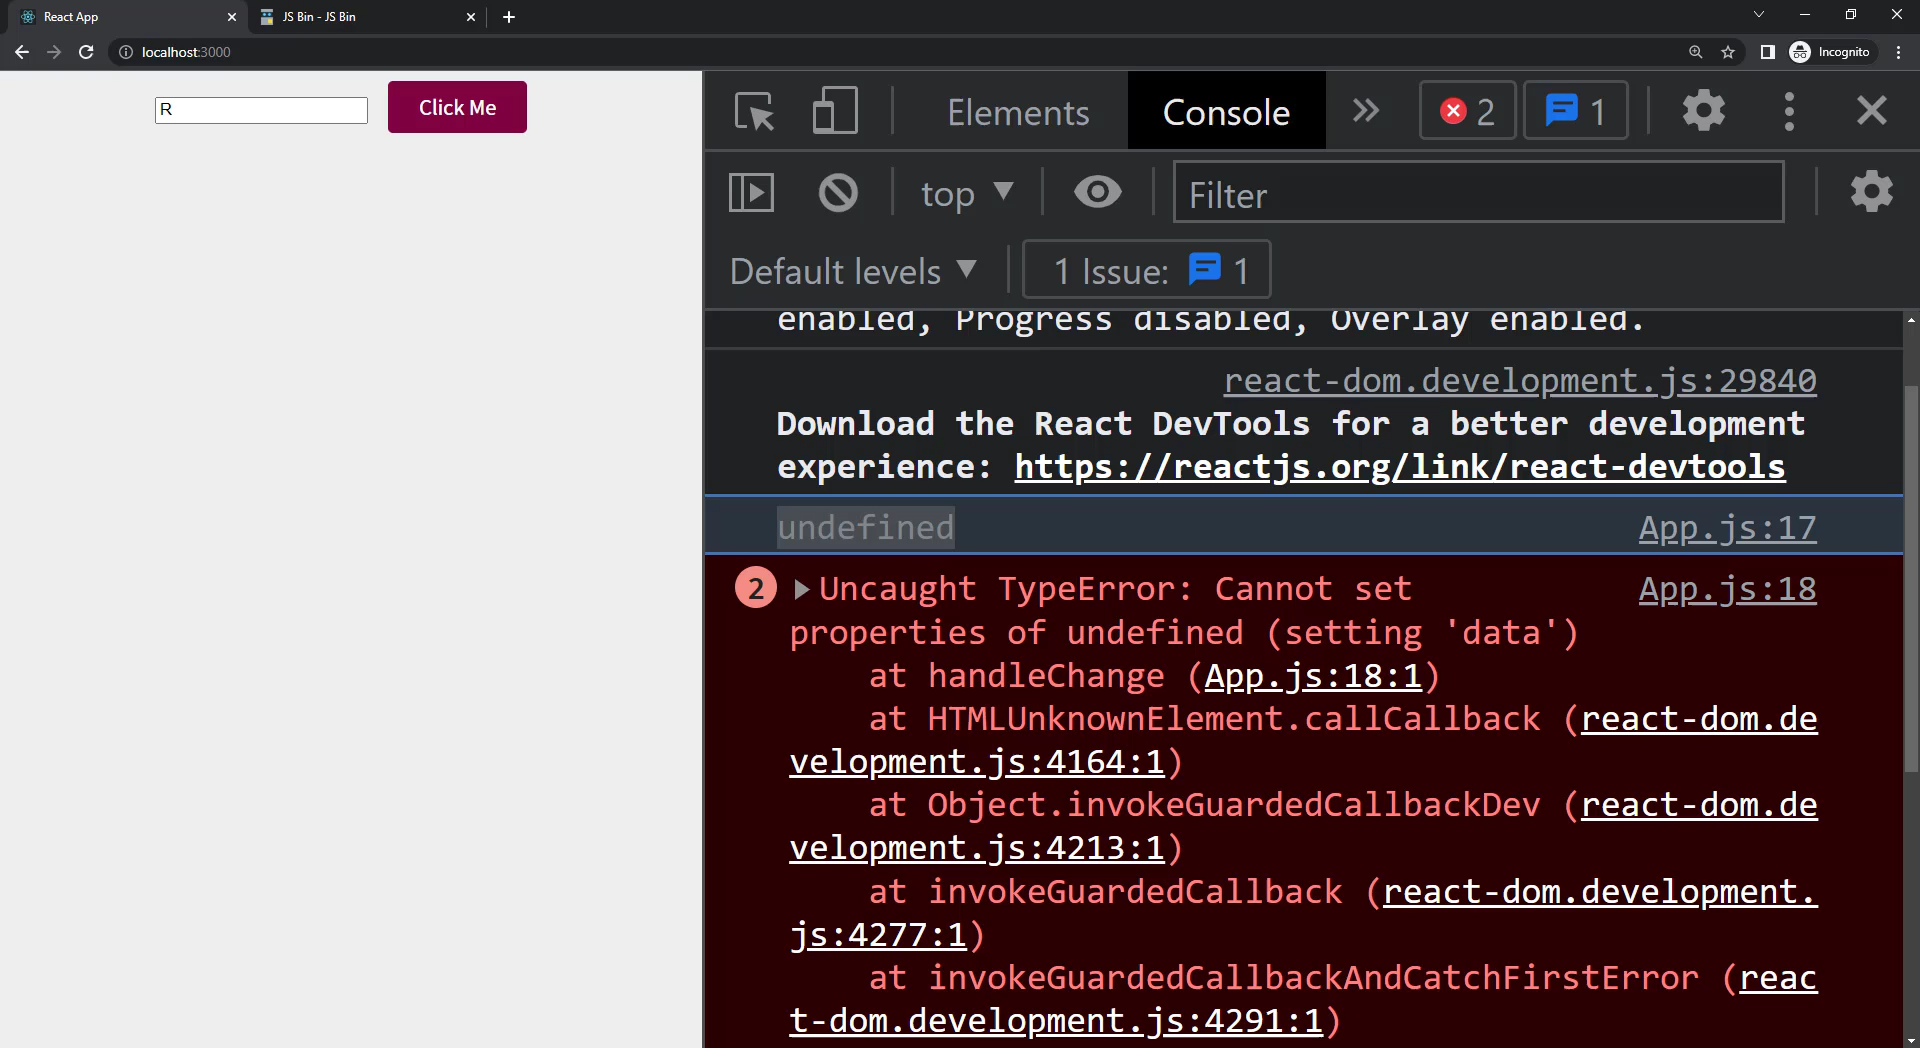 React App
JS Bin - JS Bin
localhost:3000
Incognito
R
Click Me
Elements
Console
2
1
top
Filter
Default levels
1 Issue:
1
enabled, Progress disabled, Overlay enabled.
react-dom.development.js:29840
Download the React DevTools for a better development
experience: https://reactjs.org/link/react-devtools
undefined
App.js:17
2
Uncaught TypeError: Cannot set
App.js:18
properties of undefined (setting 'data')
at handleChange (App.js:18:1)
at HTMLUnknownElement.callCallback (react-dom.de
velopment.js:4164:1)
at Object.invokeGuardedCallbackDev (react-dom.de
velopment.js:4213:1)
at invokeGuardedCallback (react-dom.development.
js:4277:1)
at invokeGuardedCallbackAndCatchFirstError (reac
t-dom.development.js:4291:1)